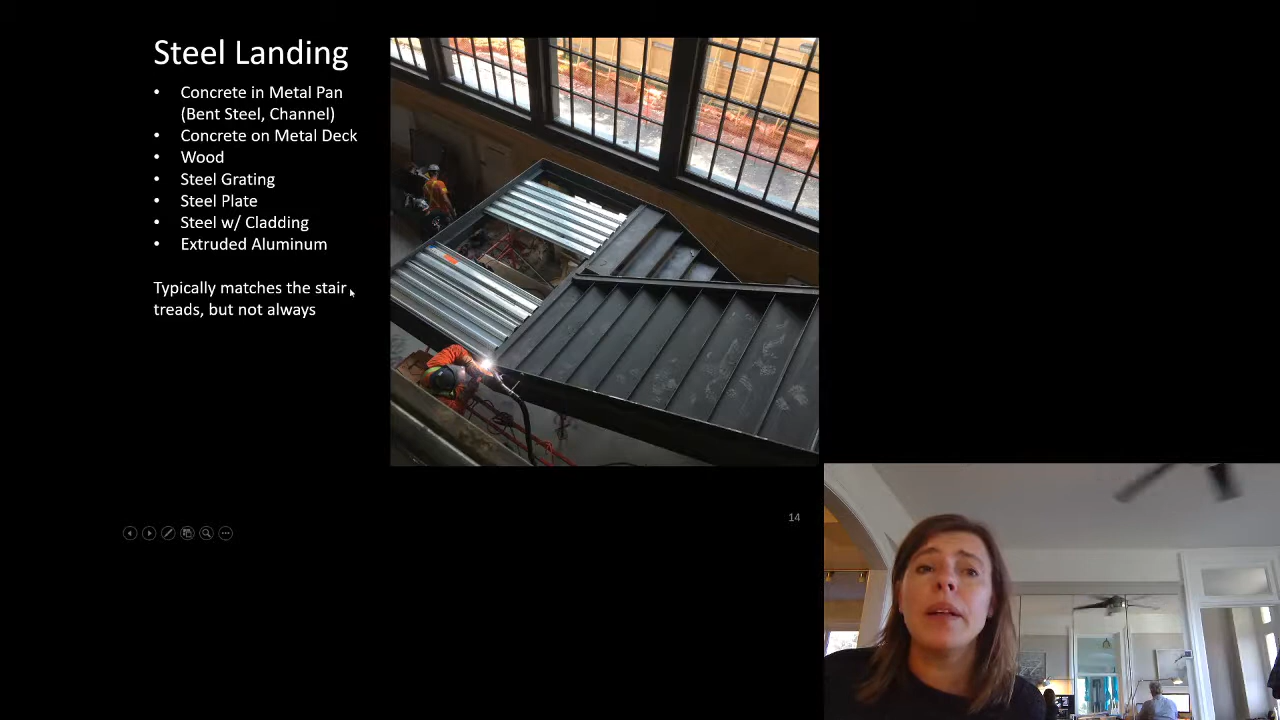 Steel Landing
• Concrete in Metal Pan
(Bent Steel, Channel)
• Concrete on Metal Deck
• Wood
• Steel Grating
• Steel Plate
• Steel w/ Cladding
• Extruded Aluminum
Typically matches the stair
treads, but not always
14